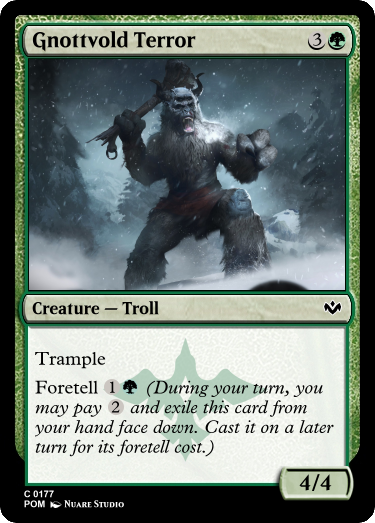 Gnottvold Terror 3
Creature — Troll
Trample
Foretell 1 (During your turn, you
may pay 2 and exile this card from
your hand face down. Cast it on a later
turn for its foretell cost.)
4/4
C 0177
POM Nuare Studio